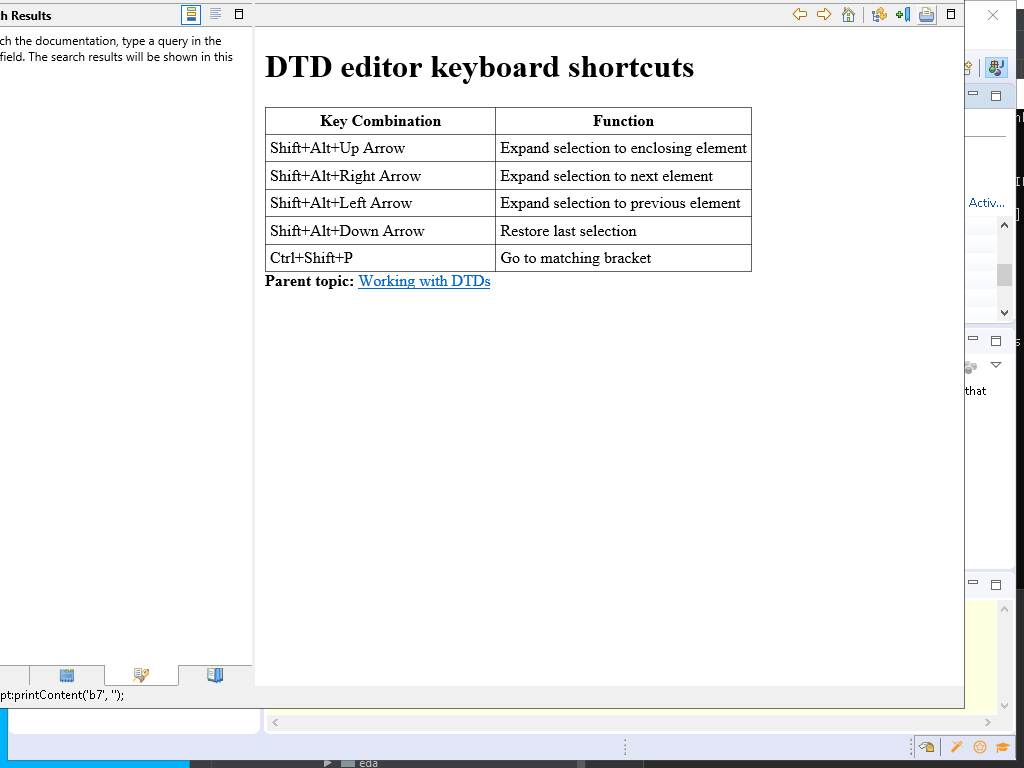 h Results
ch the documentation, type a query in the
field. The search results will be shown in this
DTD editor keyboard shortcuts
Key Combination Function
Shift+Alt+Up Arrow Expand selection to enclosing element
Shift+Alt+Right Arrow Expand selection to next element
Shift+Alt+Left Arrow Expand selection to previous element
Shift+Alt+Down Arrow Restore last selection
Ctrl+Shift+P Go to matching bracket
Parent topic: Working with DTDs
Activ...
that
pt:printContent('b7', '');
eda